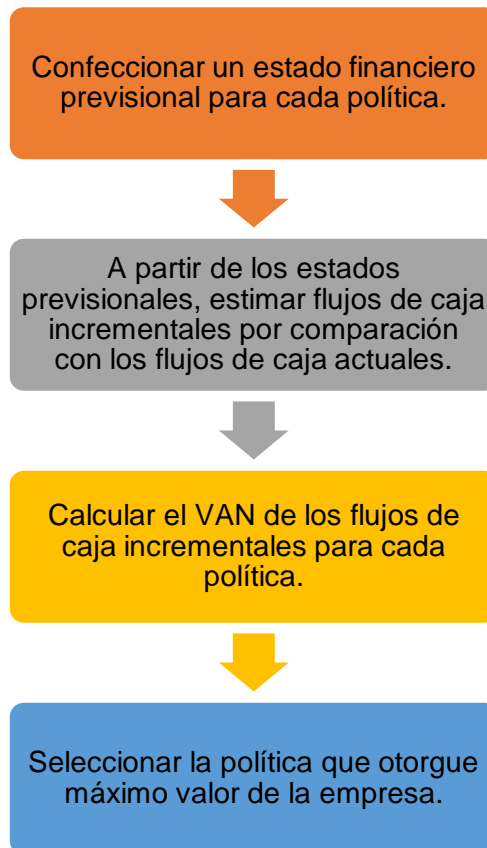 Confeccionar un estado financiero
previsional para cada política.
A partir de los estados
previsionales, estimar flujos de caja
incrementales por comparación
con los flujos de caja actuales.
Calcular el VAN de los flujos de
caja incrementales para cada
política.
Seleccionar la política que otorgue
máximo valor de la empresa.